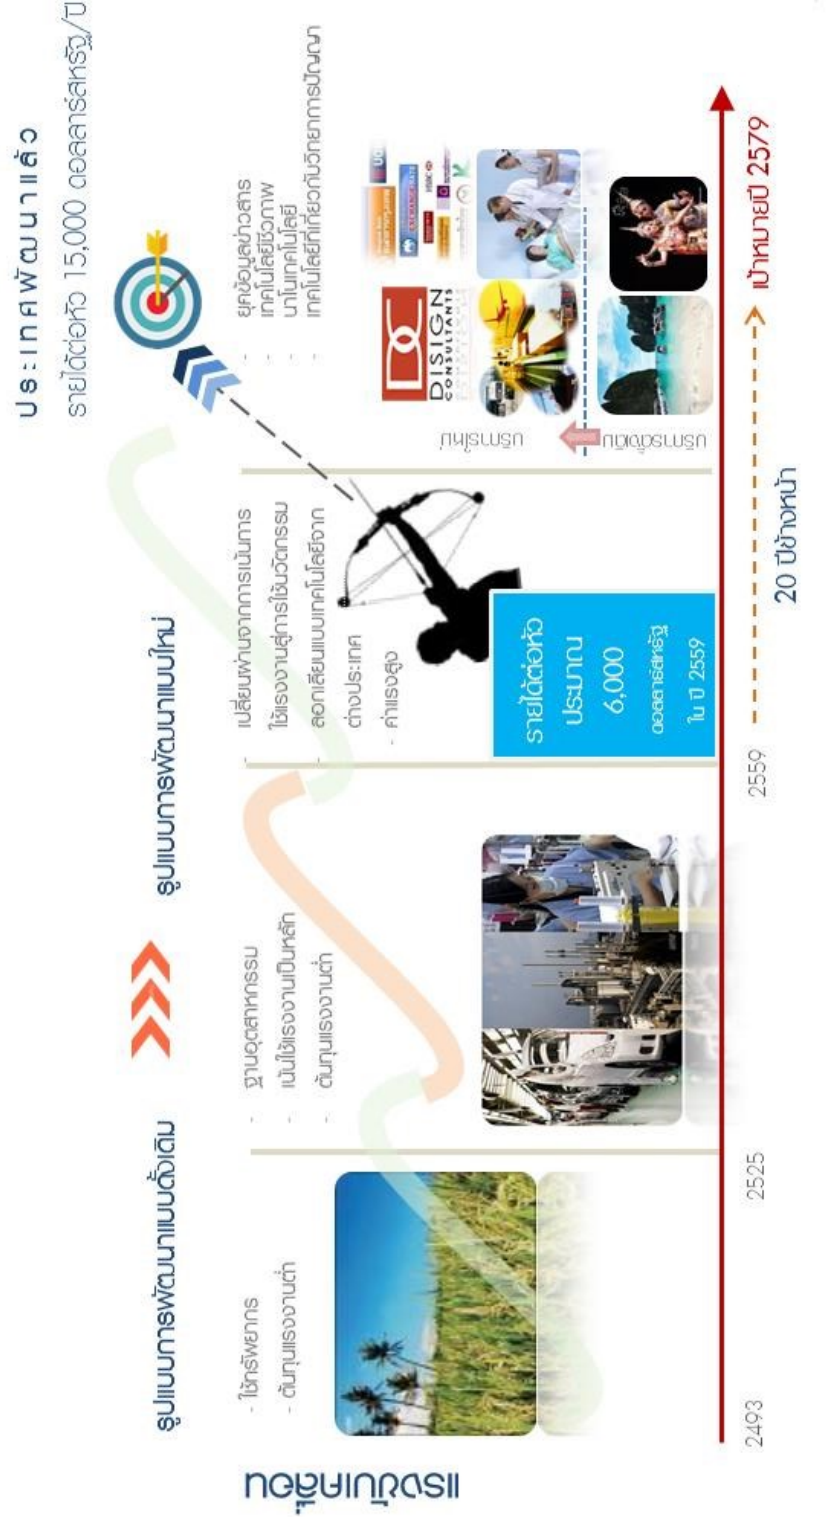 ประเทศพัฒนาแล้ว
รายได้ต่อหัว 15,000 ดอลลาร์สหรัฐ/ปี
รูปแบบการพัฒนาแบบดั้งเดิม
รูปแบบการพัฒนาแบบใหม่
แรงขับเคลื่อน
- ใช้ทรัพยากร
- ต้นทุนแรงงานต่ำ
- ฐานอุตสาหกรรม
- เน้นใช้แรงงานเป็นหลัก
- ต้นทุนแรงงานต่ำ
- เปลี่ยนผ่านจากการเน้นการ
ใช้แรงงานสู่การใช้นวัตกรรม
- ลอกเลียนแบบเทคโนโลยีจาก
ต่างประเทศ
- ค่าแรงสูง
- ยุคข้อมูลข่าวสาร
- เทคโนโลยีชีวภาพ
- นาโนเทคโนโลยี
- เทคโนโลยีที่เกี่ยวกับวิทยาการปัญญา
รายได้ต่อหัว
ประมาณ
6,000
ดอลลาร์สหรัฐ
ใน ปี 2559
บริการใหม่
บริการดั้งเดิม
DC
DISIGN
CONSULTANTS
HSBC
2493
2525
2559
20 ปีข้างหน้า
เป้าหมายปี 2579